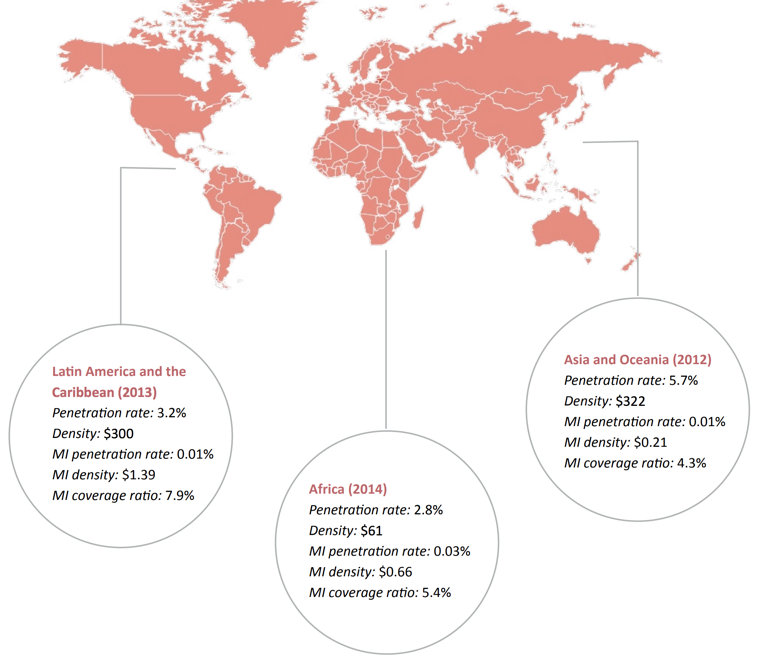 Latin America and the
Caribbean (2013)
Penetration rate: 3.2%
Density: $300
MI penetration rate: 0.01%
MI density: $1.39
MI coverage ratio: 7.9%
Africa (2014)
Penetration rate: 2.8%
Density: $61
MI penetration rate: 0.03%
MI density: $0.66
MI coverage ratio: 5.4%
Asia and Oceania (2012)
Penetration rate: 5.7%
Density: $322
MI penetration rate: 0.01%
MI density: $0.21
MI coverage ratio: 4.3%